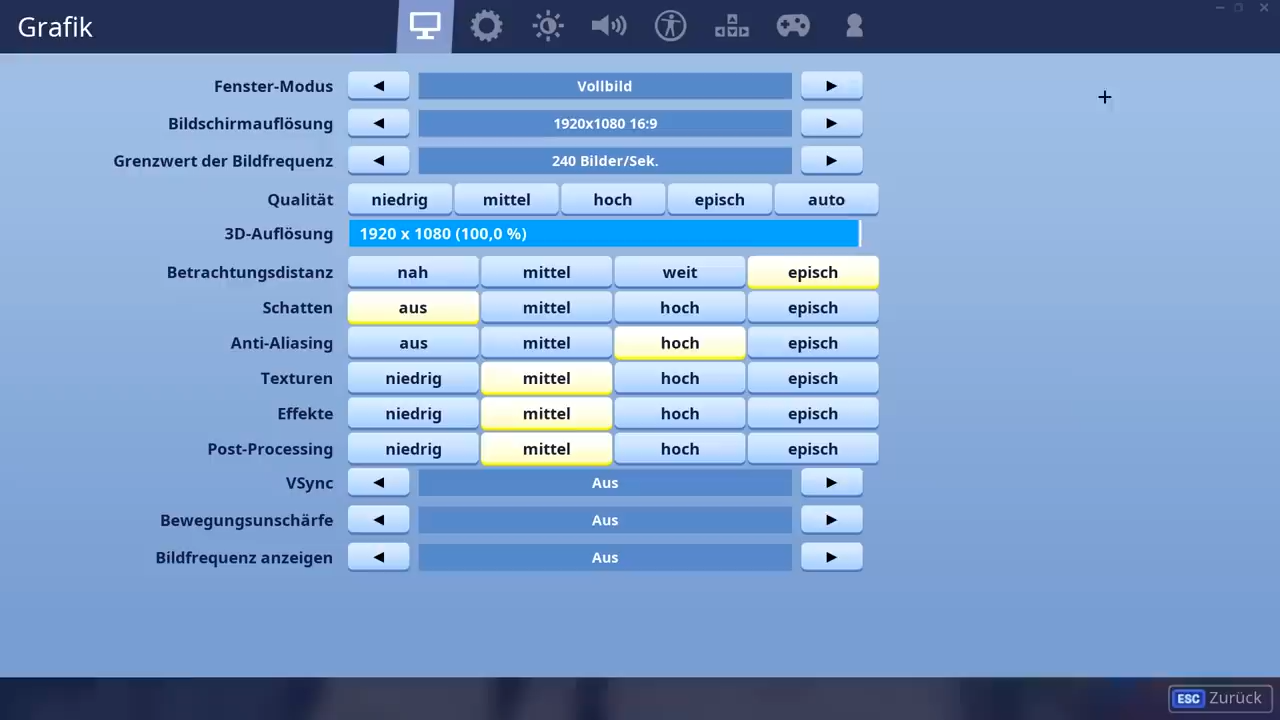 Grafik
Fenster-Modus Vollbild
Bildschirmauflösung 1920x1080 16:9
Grenzwert der Bildfrequenz 240 Bilder/Sek.
Qualität niedrig mittel hoch episch auto
3D-Auflösung 1920 x 1080 (100,0 %)
Betrachtungsdistanz nah mittel weit episch
Schatten aus mittel hoch episch
Anti-Aliasing aus mittel hoch episch
Texturen niedrig mittel hoch episch
Effekte niedrig mittel hoch episch
Post-Processing niedrig mittel hoch episch
VSync Aus
Bewegungsunschärfe Aus
Bildfrequenz anzeigen Aus
ESC Zurück